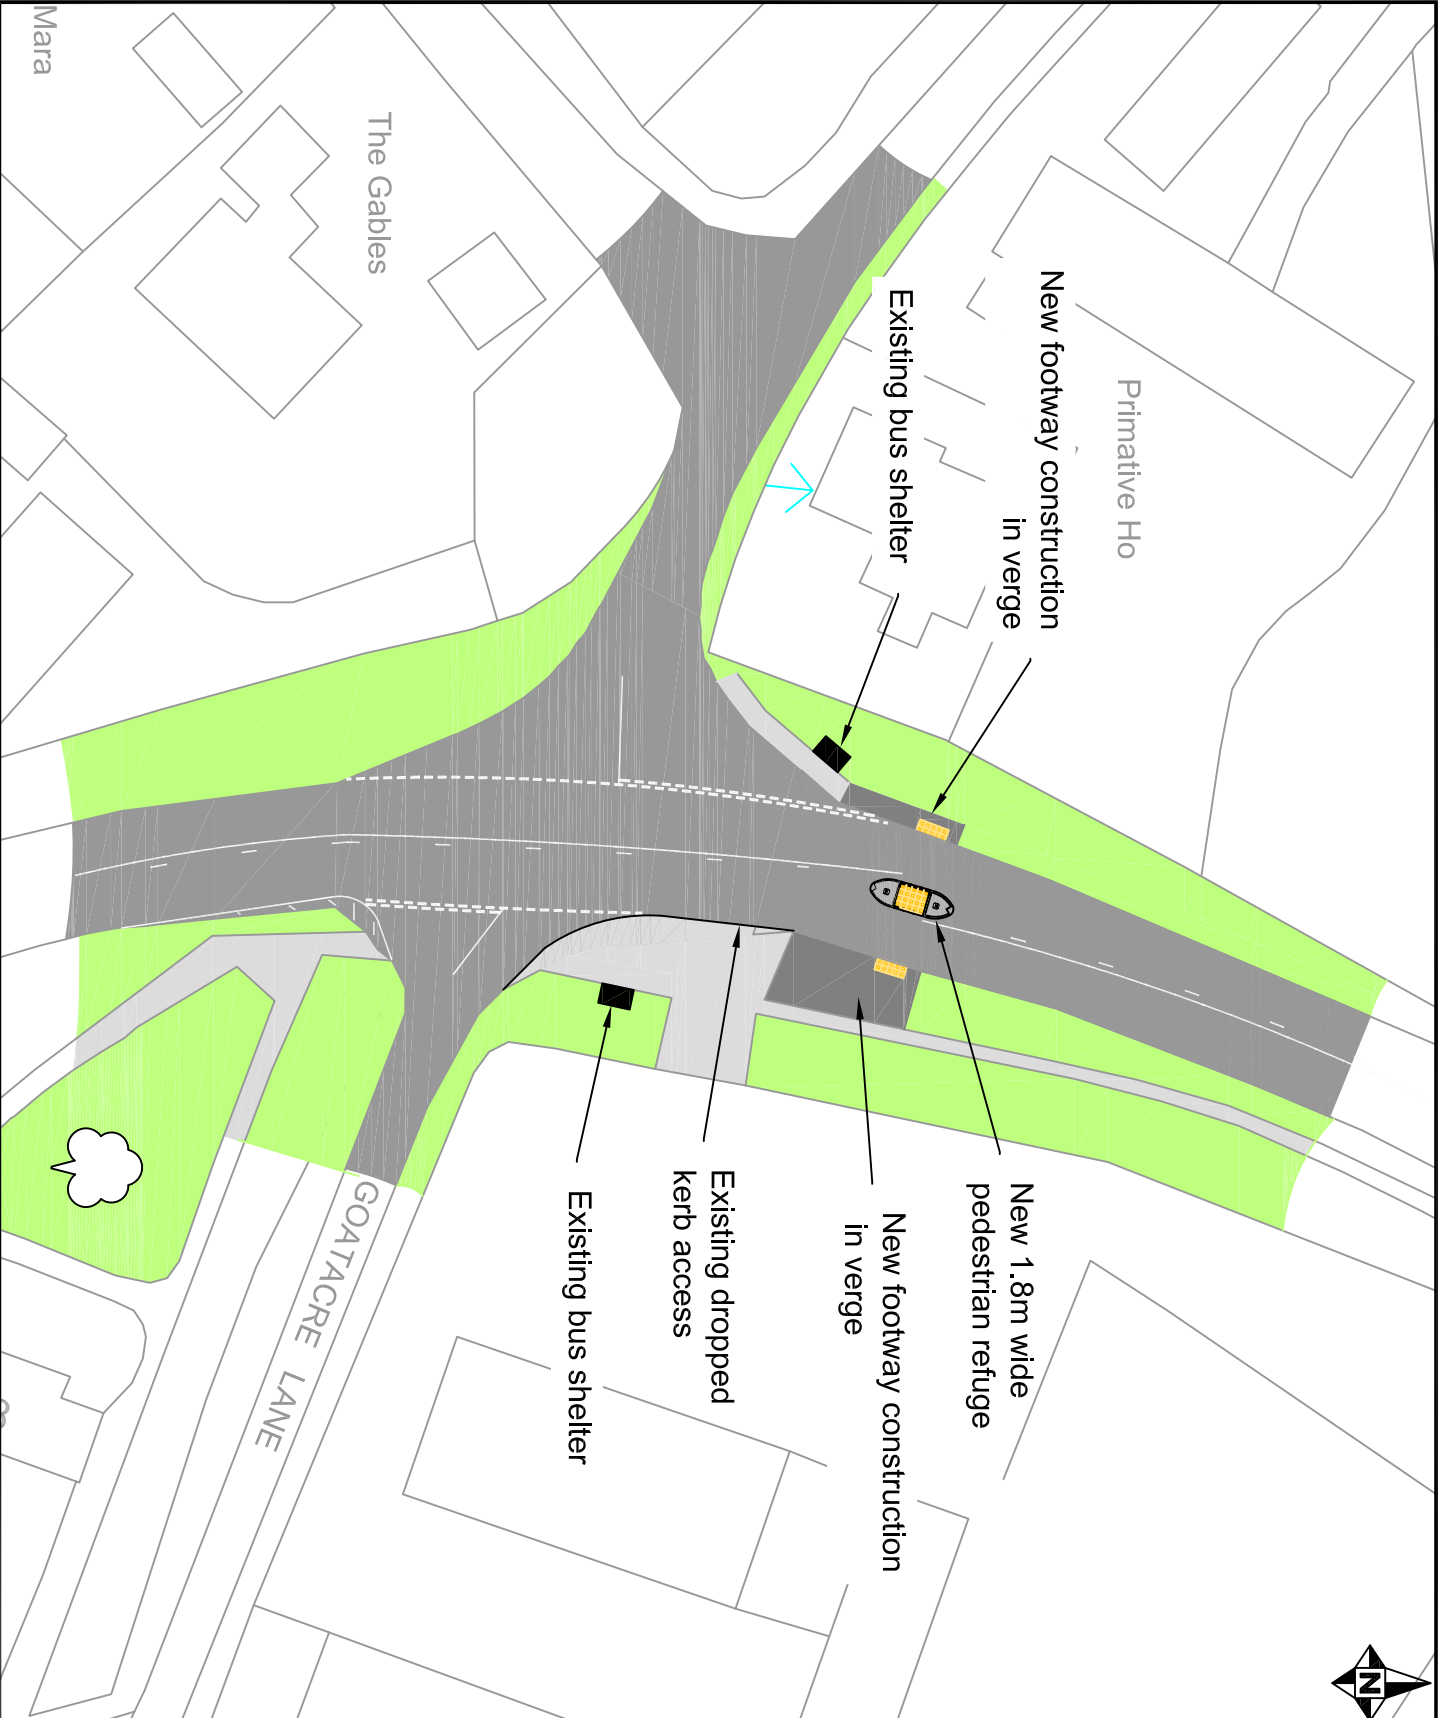 Mara
The Gables
Primative Ho
New footway construction
in verge
Existing bus shelter
New 1.8m wide
pedestrian refuge
New footway construction
in verge
Existing dropped
kerb access
Existing bus shelter
GOATACRE LANE
N